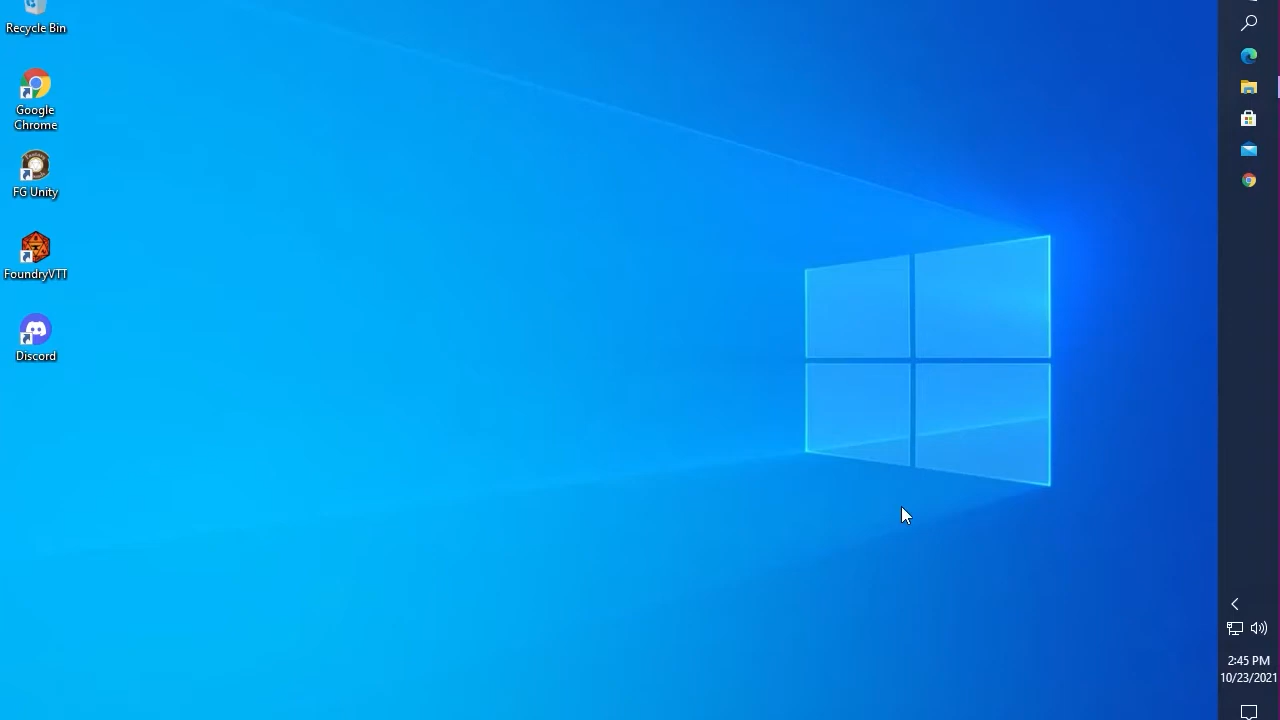 Recycle Bin
Google
Chrome
FG Unity
FoundryVTT
Discord
2:45 PM
10/23/2021